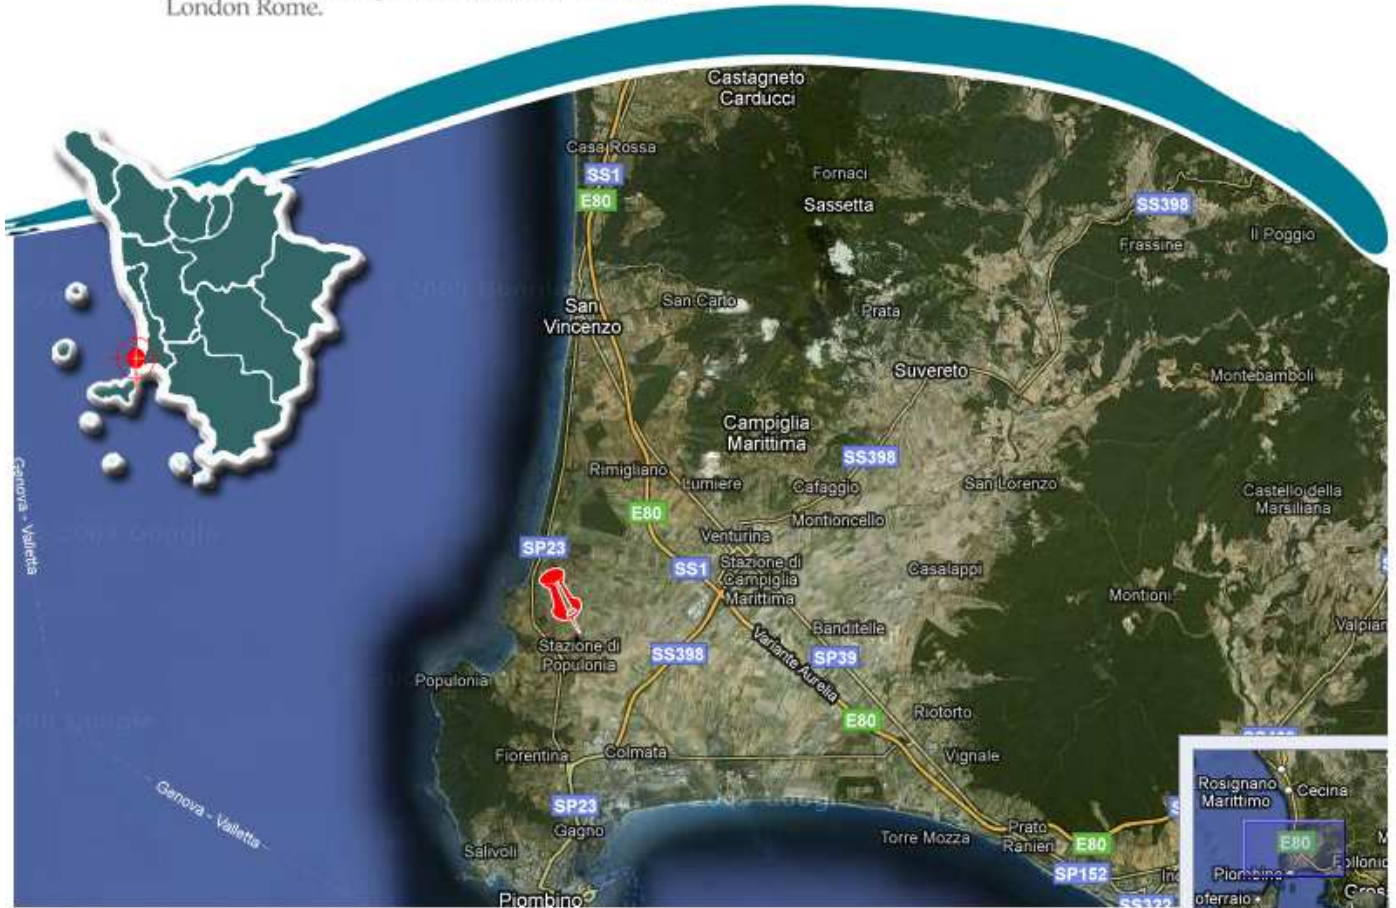 London Rome.
Castagneto
Carducci
Casa Rossa
SS1
E80
Fornaci
Sassetta
SS398
Frassine
Il Poggio
San
Vincenzo
San Carlo
Prata
Suvereto
Montebamboli
Campiglia
Marittima
SS398
Rimigliano
Lumiere
Cafaggio
San Lorenzo
Castello della
Marsiliana
E80
Montioncello
Genova - Valletta
Venturina
SP23
SS1
Stazione di
Campiglia
Marittima
Casalappi
Montioni
Banditelle
Stazione di
Populonia
SS398
Variante Aurelia
SP39
Populonia
Riotorto
E80
Fiorentina
Colmata
Vignale
Genova - Valletta
SP23
Gagno
Salivoli
Torre Mozza
Prato
Ranieri
E80
SP152
SS322
Piombino
Rosignano
Marittimo
Cecina
E80
Piombino